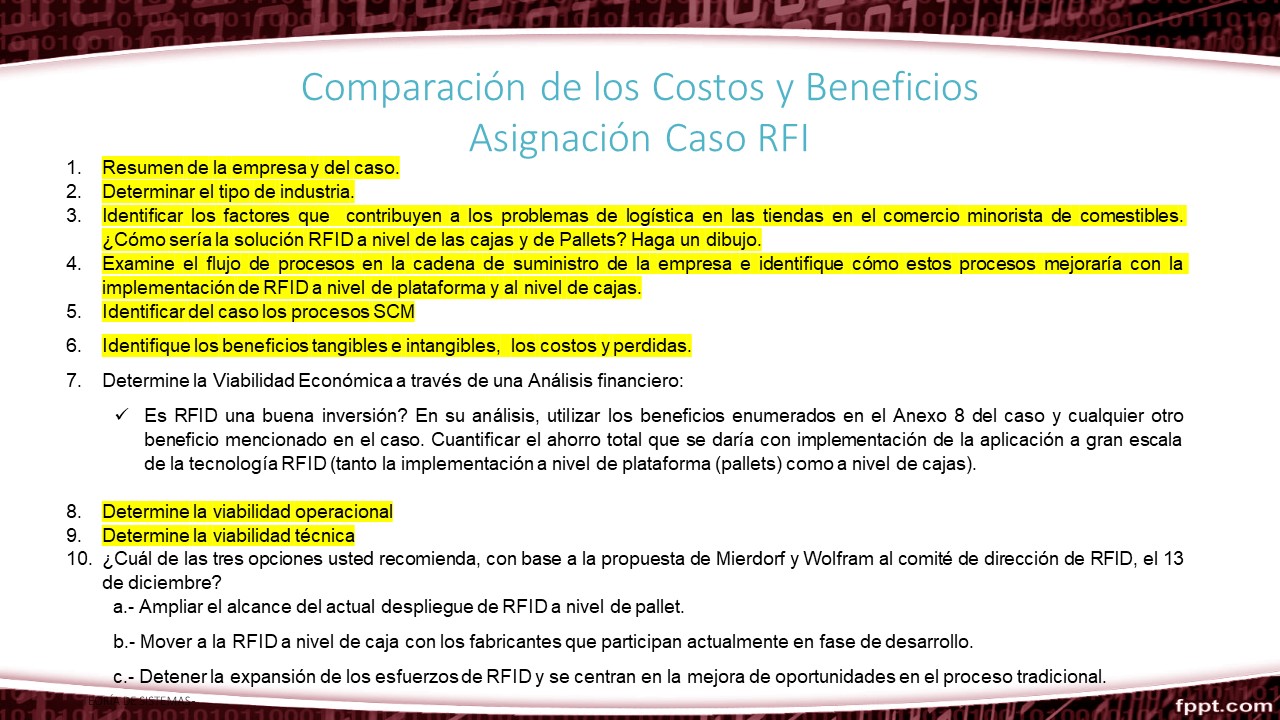 Comparación de los Costos y Beneficios
Asignación Caso RFI
1. Resumen de la empresa y del caso.
2. Determinar el tipo de industria.
3. Identificar los factores que contribuyen a los problemas de logística en las tiendas en el comercio minorista de comestibles.
¿Cómo sería la solución RFID a nivel de las cajas y de Pallets? Haga un dibujo.
4. Examine el flujo de procesos en la cadena de suministro de la empresa e identifique cómo estos procesos mejoraría con la
implementación de RFID a nivel de plataforma y al nivel de cajas.
5. Identificar del caso los procesos SCM
6. Identifique los beneficios tangibles e intangibles, los costos y perdidas.
7. Determine la Viabilidad Económica a través de una Análisis financiero:
✓ Es RFID una buena inversión? En su análisis, utilizar los beneficios enumerados en el Anexo 8 del caso y cualquier otro
beneficio mencionado en el caso. Cuantificar el ahorro total que se daría con implementación de la aplicación a gran escala
de la tecnología RFID (tanto la implementación a nivel de plataforma (pallets) como a nivel de cajas).
8. Determine la viabilidad operacional
9. Determine la viabilidad técnica
10. ¿Cuál de las tres opciones usted recomienda, con base a la propuesta de Mierdorf y Wolfram al comité de dirección de RFID, el 13
de diciembre?
a.- Ampliar el alcance del actual despliegue de RFID a nivel de pallet.
b.- Mover a la RFID a nivel de caja con los fabricantes que participan actualmente en fase de desarrollo.
c.- Detener la expansión de los esfuerzos de RFID y se centran en la mejora de oportunidades en el proceso tradicional.
DE SISTEMAS-
fppt.com